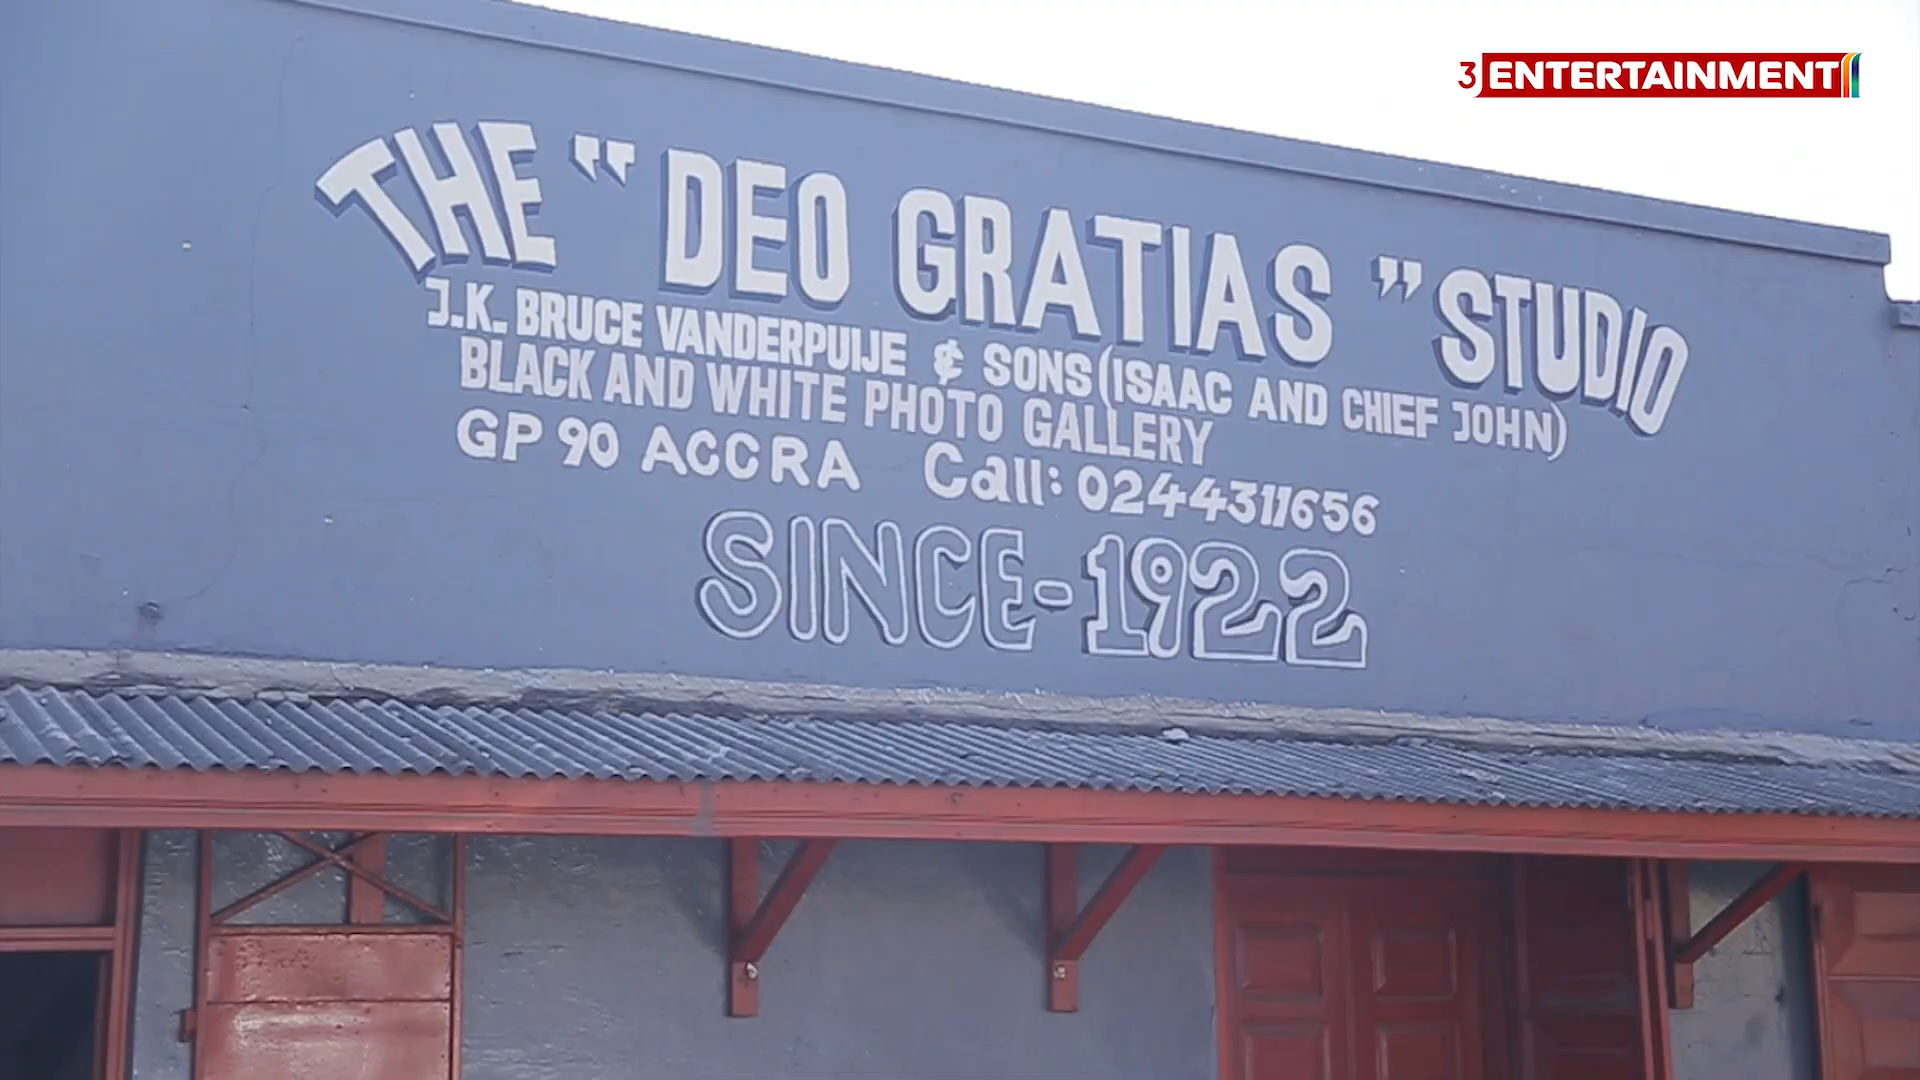 3 ENTERTAINMENT
THE " DEO GRATIAS " STUDIO
J.K. BRUCE VANDERPUIJE & SONS (ISAAC AND CHIEF JOHN)
BLACK AND WHITE PHOTO GALLERY
GP 90 ACCRA Call: 0244311656
SINCE-1922